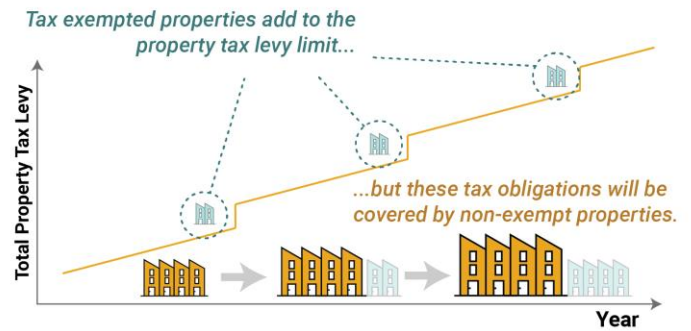 Tax exempted properties add to the
property tax levy limit...
Total Property Tax Levy
...but these tax obligations will be
covered by non-exempt properties.
Year